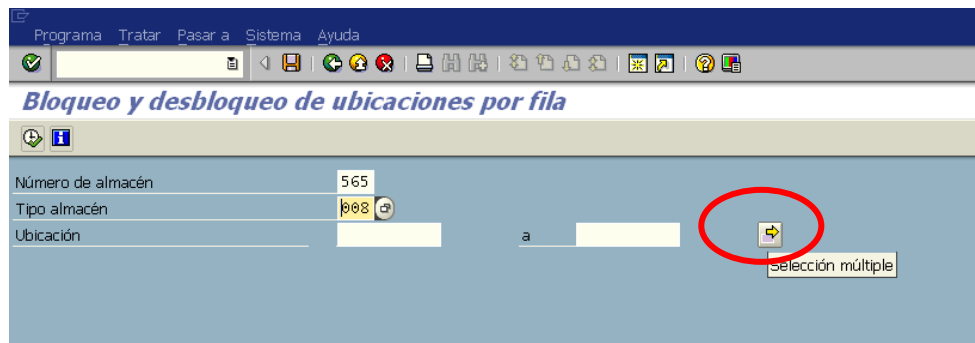 Programa Tratar Pasar a Sistema Ayuda
Bloqueo y desbloqueo de ubicaciones por fila
Número de almacén 565
Tipo almacén 008
Ubicación a
Selección múltiple